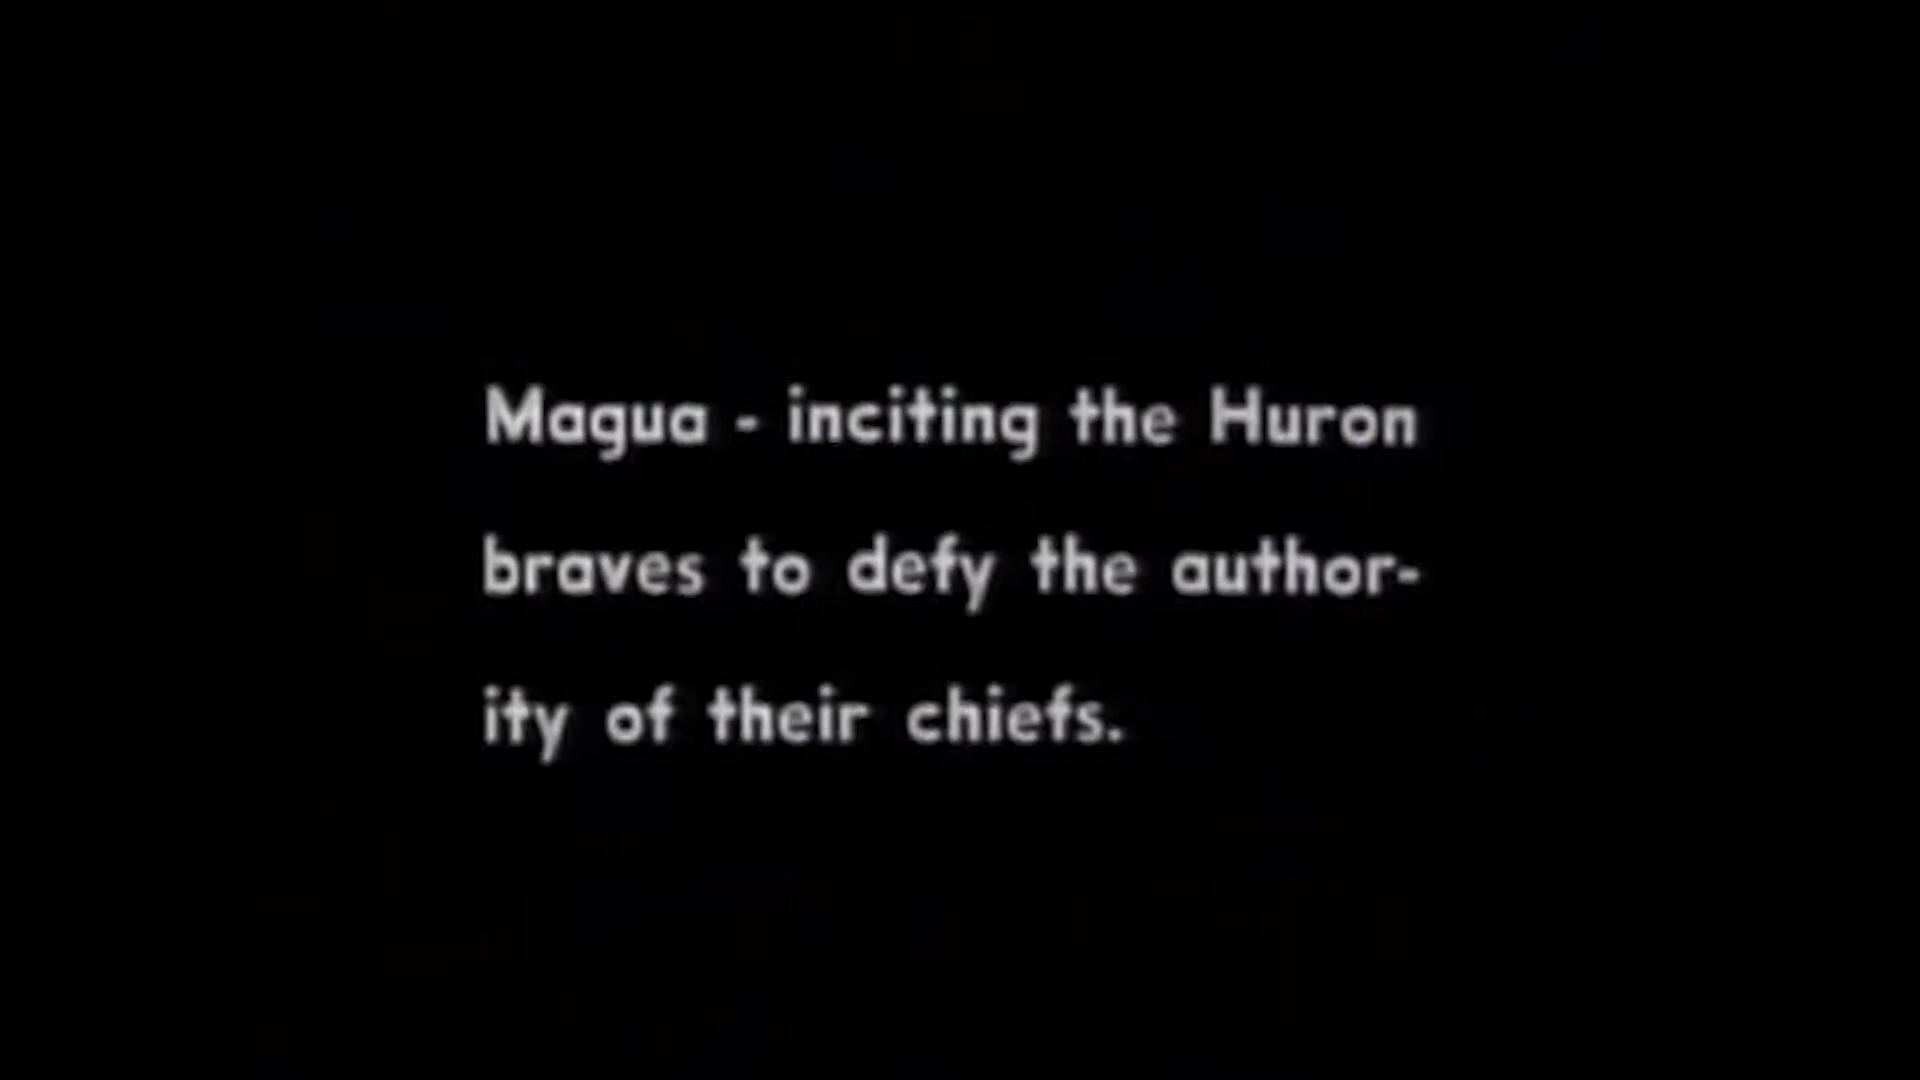 Magua - inciting the Huron
braves to defy the author-
ity of their chiefs.